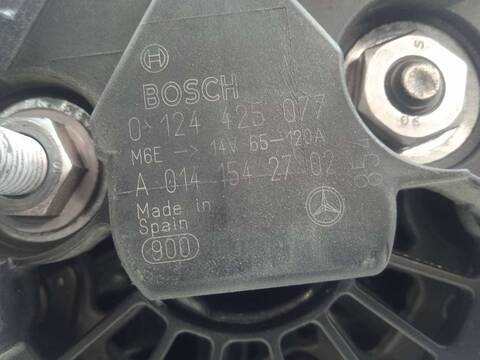 BOSCH
0 124 425 077
M6E → 14V 65-120A
A 014 154 27 02
Made in
Spain
900